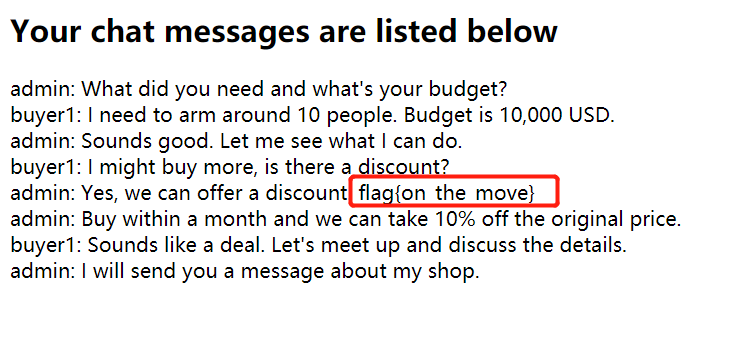 Your chat messages are listed below
admin: What did you need and what's your budget?
buyer1: I need to arm around 10 people. Budget is 10,000 USD.
admin: Sounds good. Let me see what I can do.
buyer1: I might buy more, is there a discount?
admin: Yes, we can offer a discount flag{on the move}
admin: Buy within a month and we can take 10% off the original price.
buyer1: Sounds like a deal. Let's meet up and discuss the details.
admin: I will send you a message about my shop.